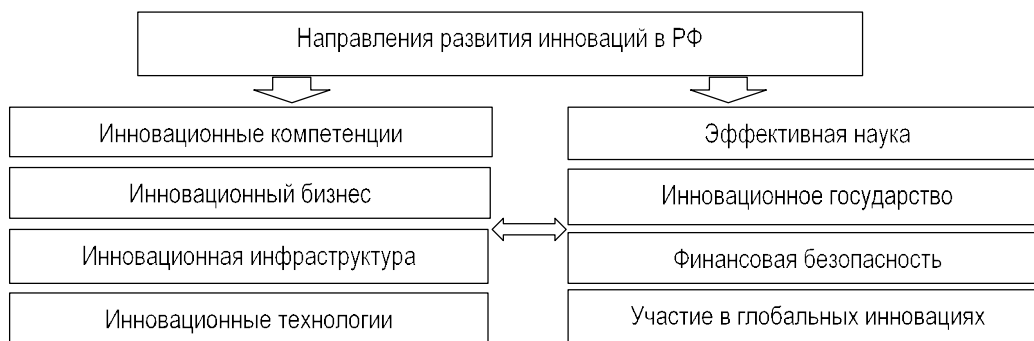 Направления развития инноваций в РФ
Инновационные компетенции
Инновационный бизнес
Инновационная инфраструктура
Инновационные технологии
Эффективная наука
Инновационное государство
Финансовая безопасность
Участие в глобальных инновациях